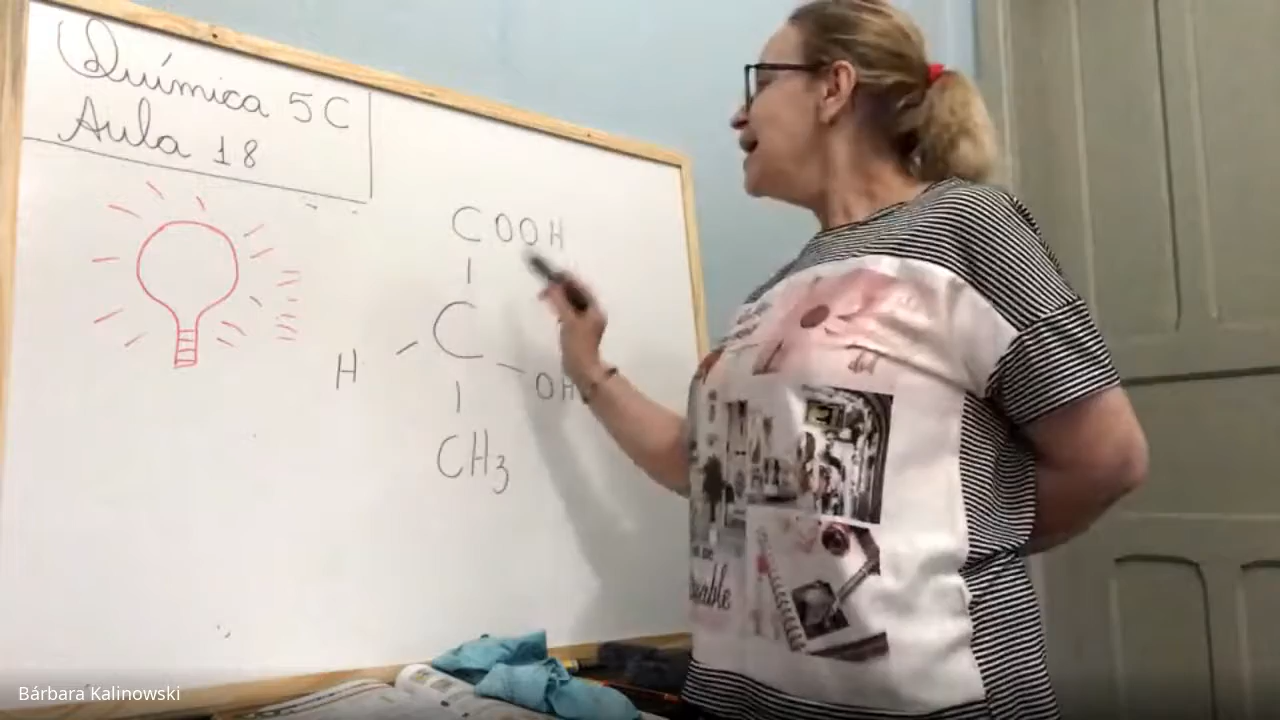 Química 5C
Aula 18
COOH
C
H
OH
CH3
Bárbara Kalinowski